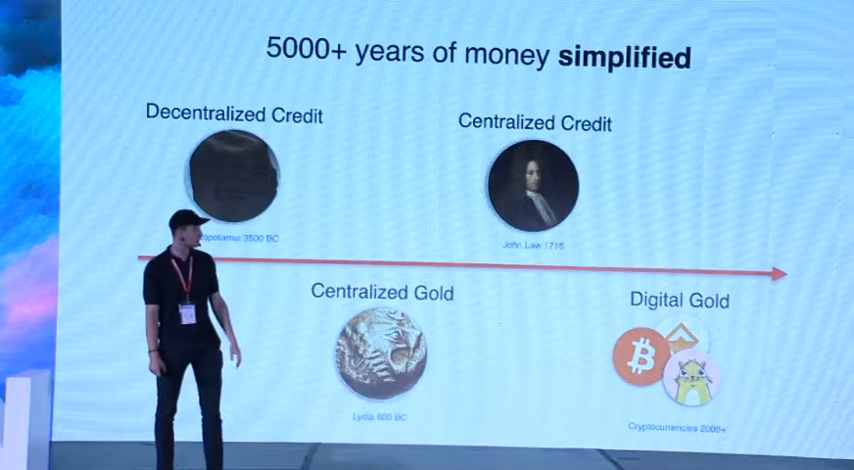 5000+ years of money simplified
Decentralized Credit
Centralized Credit
3500 BC
John Law 1716
Centralized Gold
Digital Gold
Lydia 600 BC
Cryptocurrencies 2008+